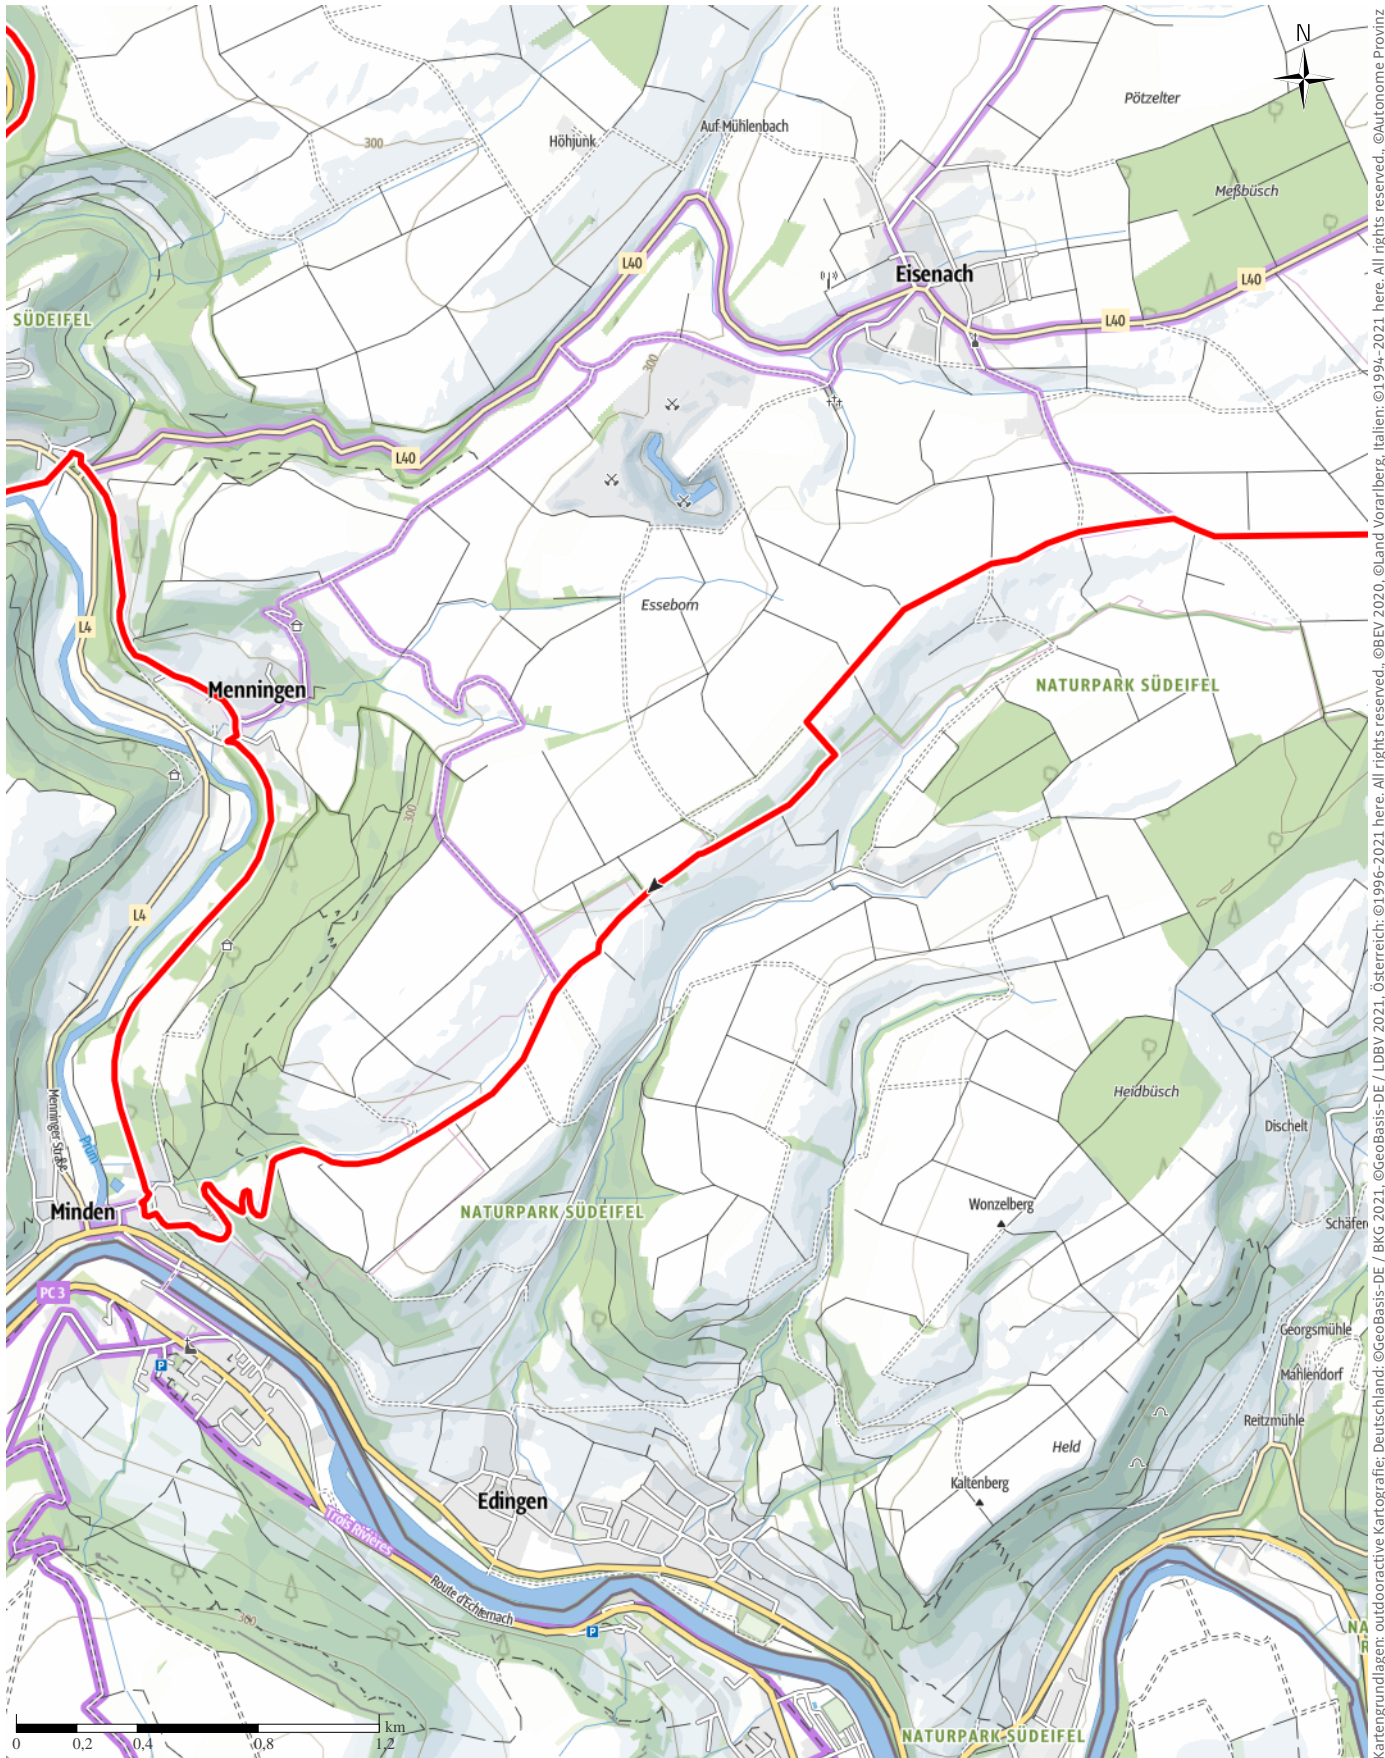 N
Pötzelter
300
Auf Mühlenbach
Höhjunk
Meßbüsch
L40
Eisenach
L40
SÜDEIFEL
L40
300
L40
Essebom
L4
NATURPARK SÜDEIFEL
Menningen
300
L4
Heidbüsch
Menninger Straße
Prüm
Dischelt
Minden
NATURPARK SÜDEIFEL
Wonzelberg
PC 3
P
Georgsmühle
Mahlendorf
Reitzmühle
Held
Kaltenberg
Edingen
Trois Rivières
Route d'Echternach
300
P
NATURPARK SÜDEIFEL
km
0 0,2 0,4 0,8 1,2
artengrundlagen: outdooractive Kartografie; Deutschland: ©GeoBasis-DE / BKG 2021, ©GeoBasis-DE / LDBV 2021, Österreich: ©1996-2021 here. All rights reserved., ©BEV 2020, ©Land Vorarlberg, Italien: ©1994-2021 here. All rights reserved., ©Autonome Provinz